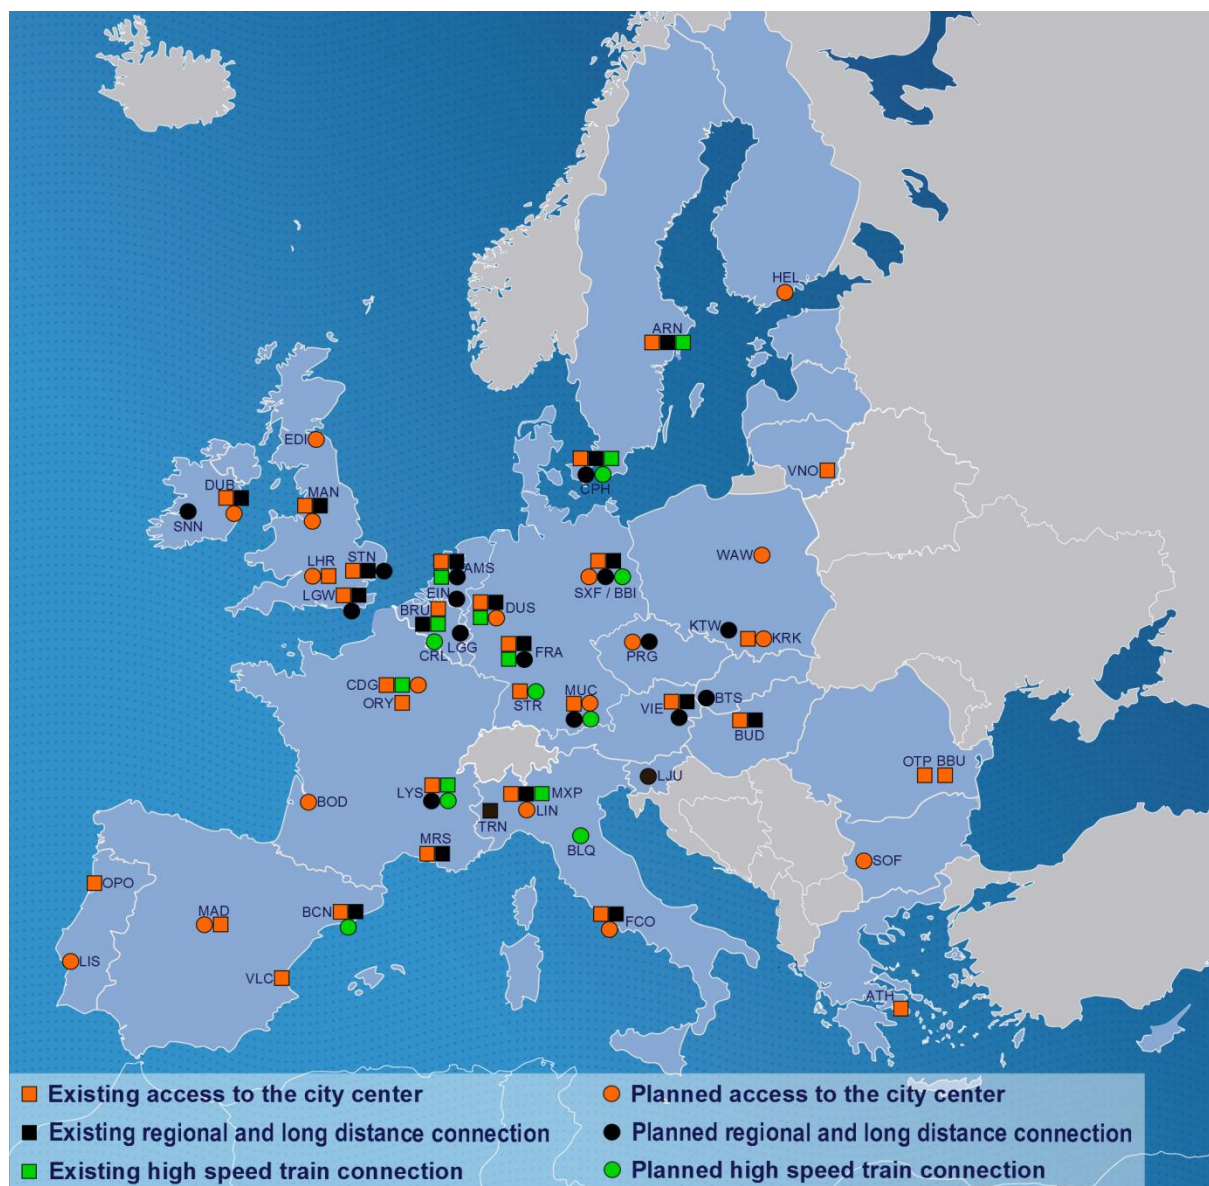 HEL
ARN
EDI
VNO
CPH
DUB
MAN
SNN
WAW
LHR
STN
AMS
SXF / BBI
LGW
EIN
BRU
DUS
KTW
KRK
LGG
CRL
FRA
PRG
CDG
ORY
STR
MUC
BTS
VIE
BUD
OTP BBU
LJU
LYS
MXP
BOD
LIN
TRN
MRS
BLQ
SOF
OPO
MAD
BCN
FCO
LIS
VLC
ATH
Existing access to the city center
Planned access to the city center
Existing regional and long distance connection
Planned regional and long distance connection
Existing high speed train connection
Planned high speed train connection